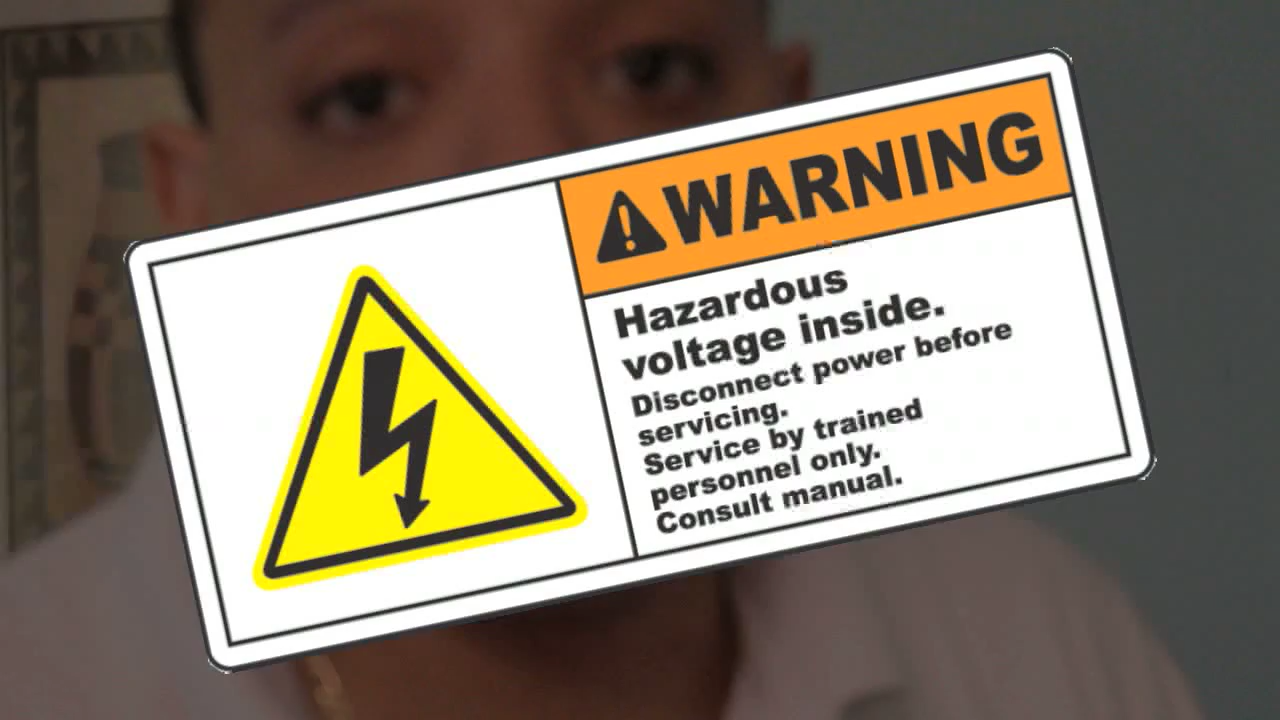 WARNING
Hazardous
voltage inside.
Disconnect power before
servicing.
Service by trained
personnel only.
Consult manual.